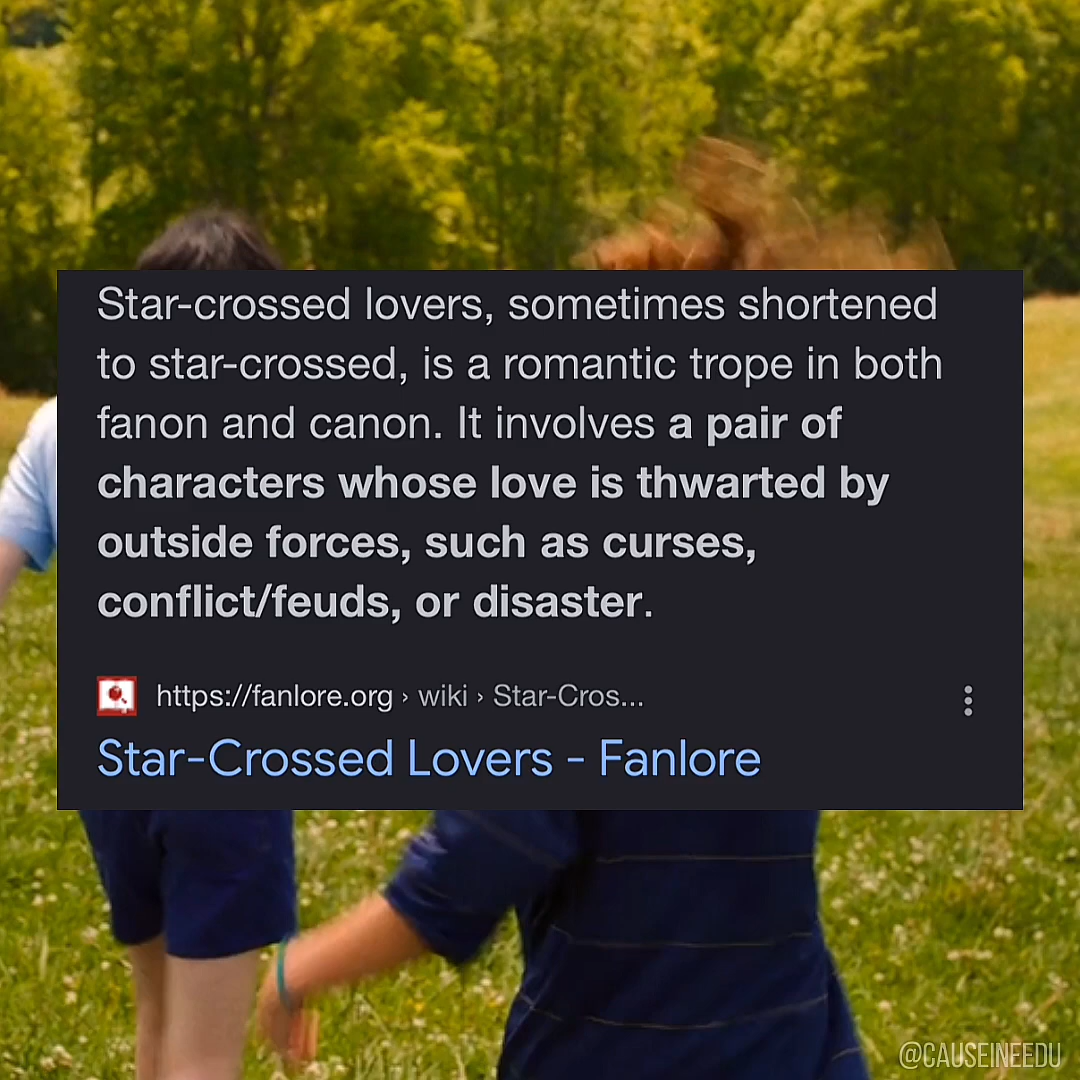 Star-crossed lovers, sometimes shortened
to star-crossed, is a romantic trope in both
fanon and canon. It involves a pair of
characters whose love is thwarted by
outside forces, such as curses,
conflict/feuds, or disaster.
https://fanlore.org › wiki › Star-Cros...
Star-Crossed Lovers - Fanlore
@CAUSEINEEDU